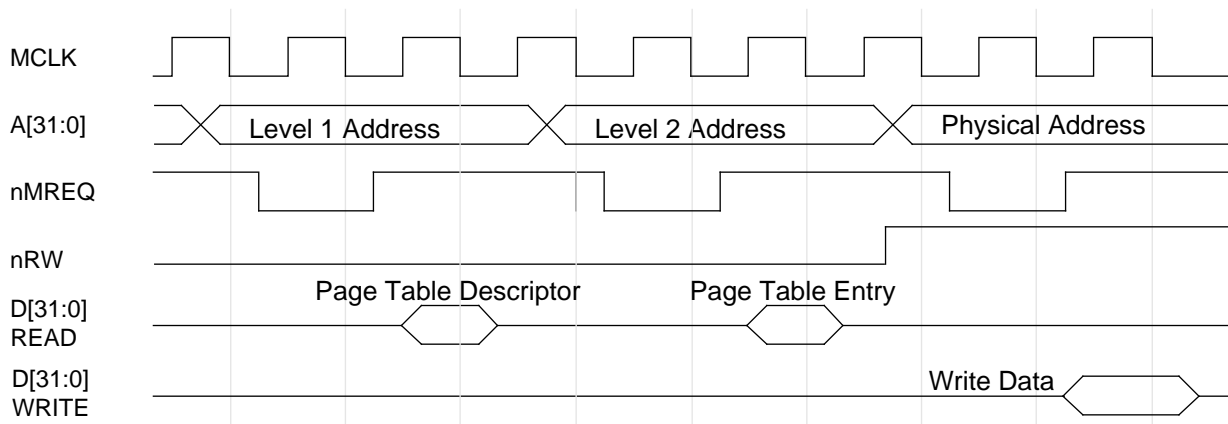 MCLK
A[31:0]
Level 1 Address
Level 2 Address
Physical Address
nMREQ
nRW
Page Table Descriptor
Page Table Entry
D[31:0]
READ
D[31:0]
WRITE
Write Data